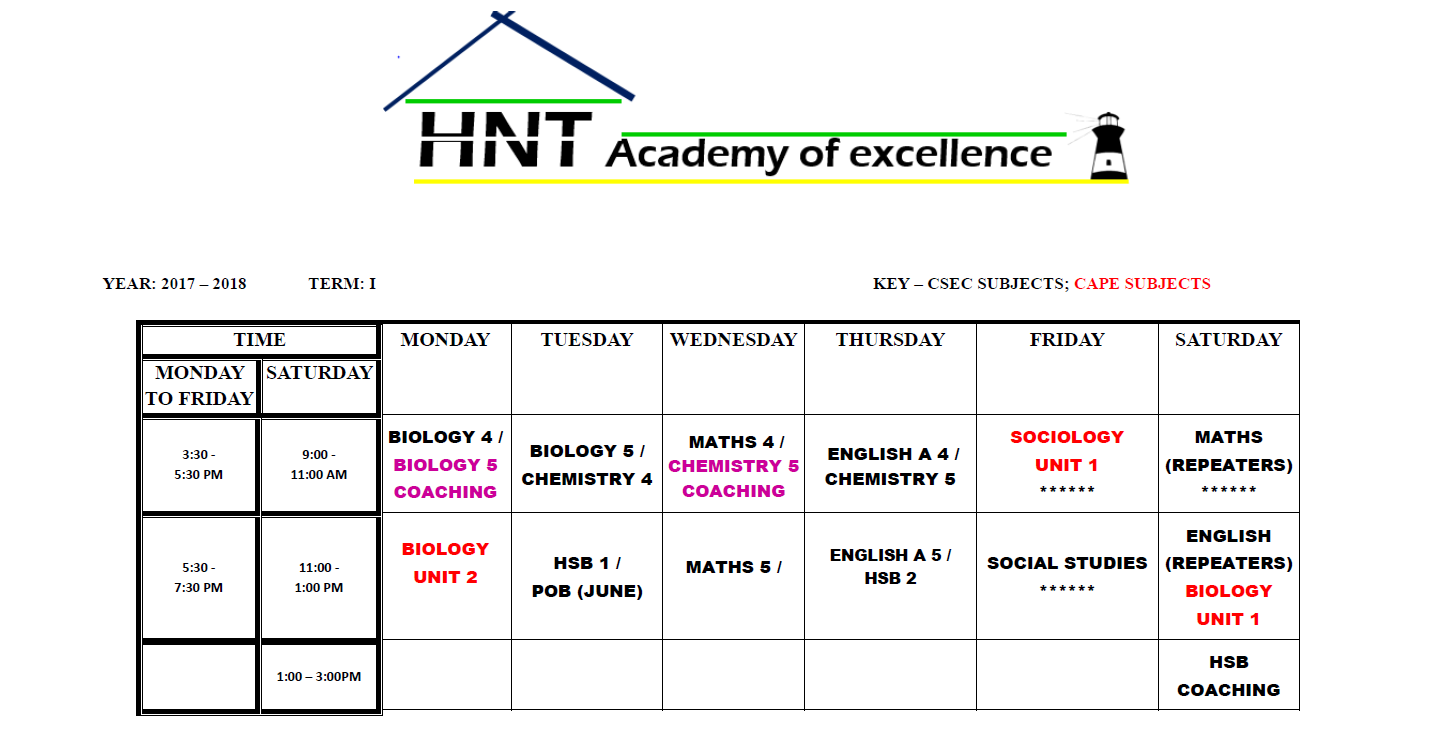 HNT Academy of excellence
YEAR: 2017 – 2018 TERM: I KEY – CSEC SUBJECTS; CAPE SUBJECTS
TIME MONDAY TUESDAY WEDNESDAY THURSDAY FRIDAY SATURDAY
MONDAY SATURDAY
TO FRIDAY
3:30 -
5:30 PM
9:00 -
11:00 AM
BIOLOGY 4 /
BIOLOGY 5
COACHING
BIOLOGY 5 /
CHEMISTRY 4
MATHS 4 /
CHEMISTRY 5
COACHING
ENGLISH A 4 /
CHEMISTRY 5
SOCIOLOGY
UNIT 1
******
MATHS
(REPEATERS)
******
5:30 -
7:30 PM
11:00 -
1:00 PM
BIOLOGY
UNIT 2
HSB 1 /
POB (JUNE)
MATHS 5 /
ENGLISH A 5 /
HSB 2
SOCIAL STUDIES
******
ENGLISH
(REPEATERS)
BIOLOGY
UNIT 1
1:00 – 3:00PM
HSB
COACHING